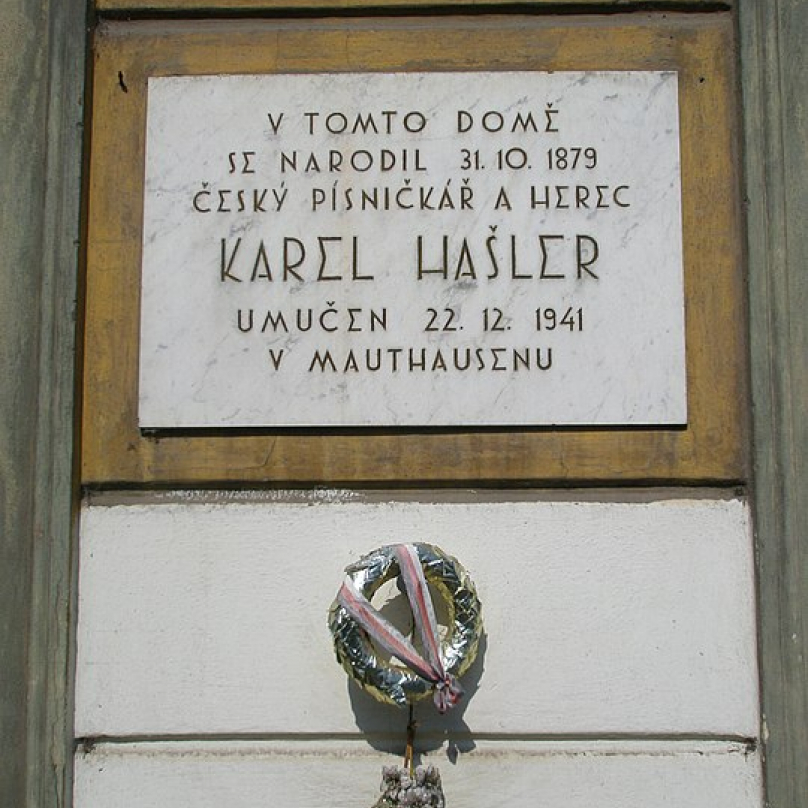 V TOMTO DOMĚ
SE NARODIL 31. 10. 1879
ČESKÝ PÍSNIČKÁŘ A HEREC
KAREL HAŠLER
UMUČEN 22. 12. 1941
V MAUTHAUSENU